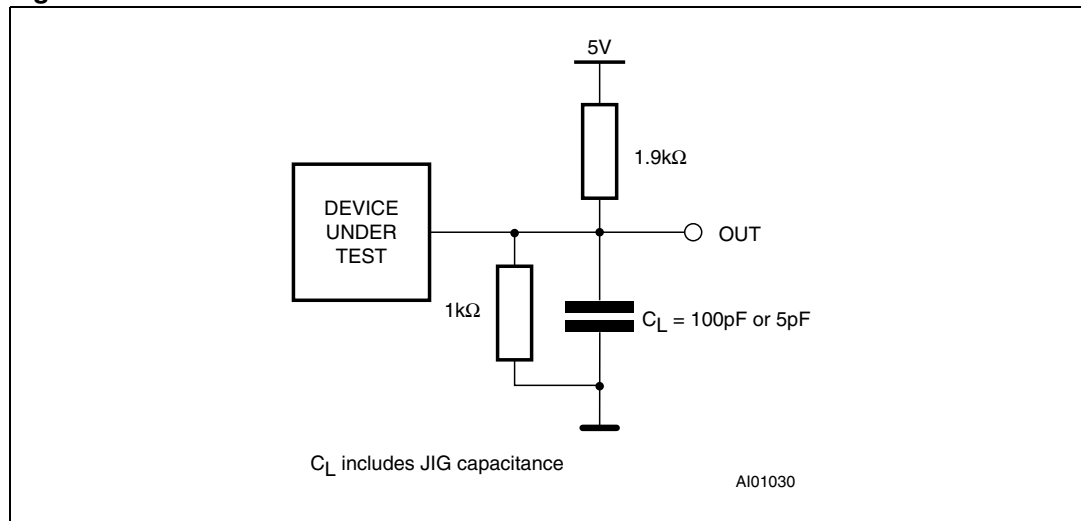 5V
1.9kΩ
DEVICE
UNDER
TEST
OUT
1kΩ
CL = 100pF or 5pF
CL includes JIG capacitance
AI01030